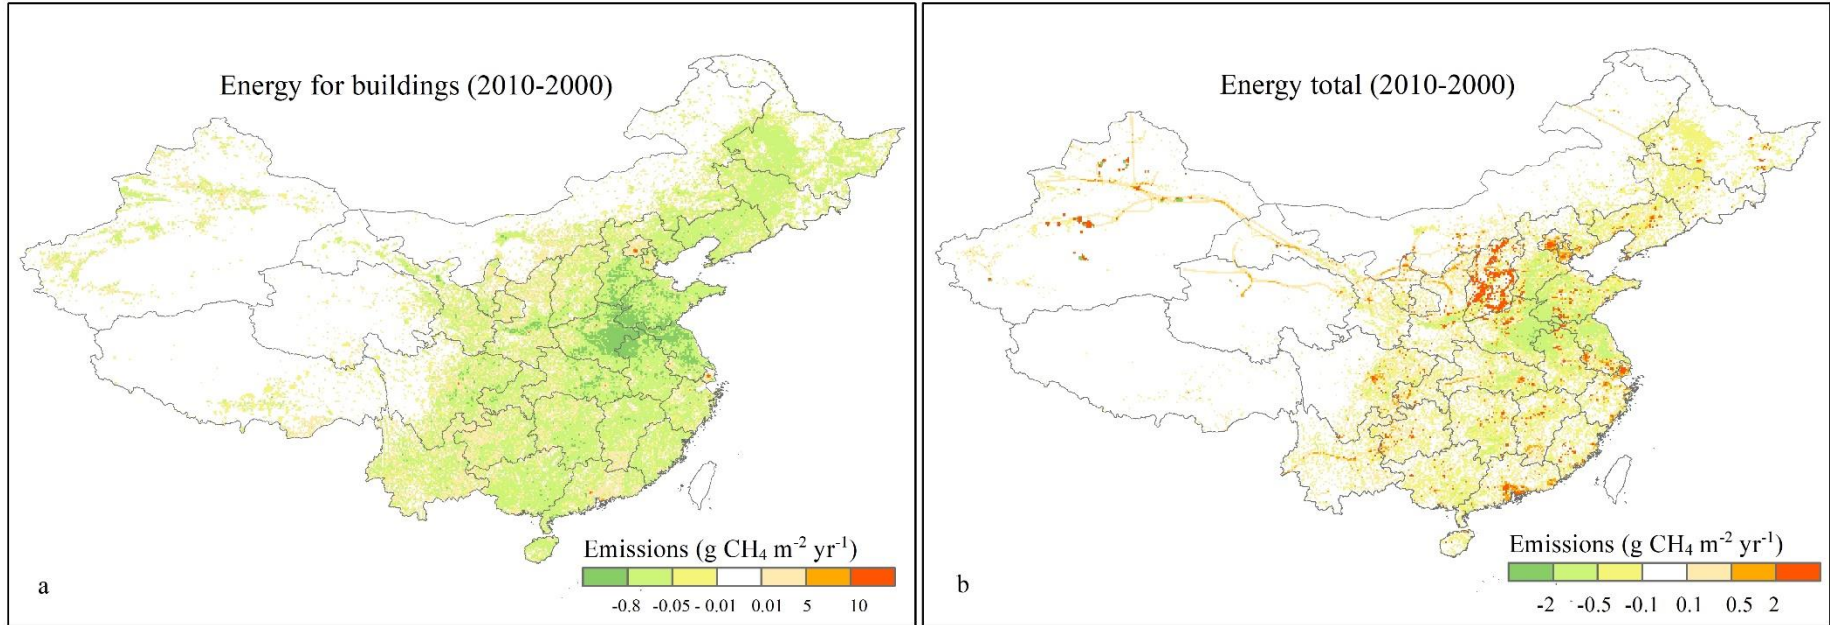 Energy for buildings (2010-2000)
Emissions (g CH₄ m⁻² yr⁻¹)
-0.8 -0.05 - 0.01 0.01 5 10
a
Energy total (2010-2000)
Emissions (g CH₄ m⁻² yr⁻¹)
-2 -0.5 -0.1 0.1 0.5 2
b